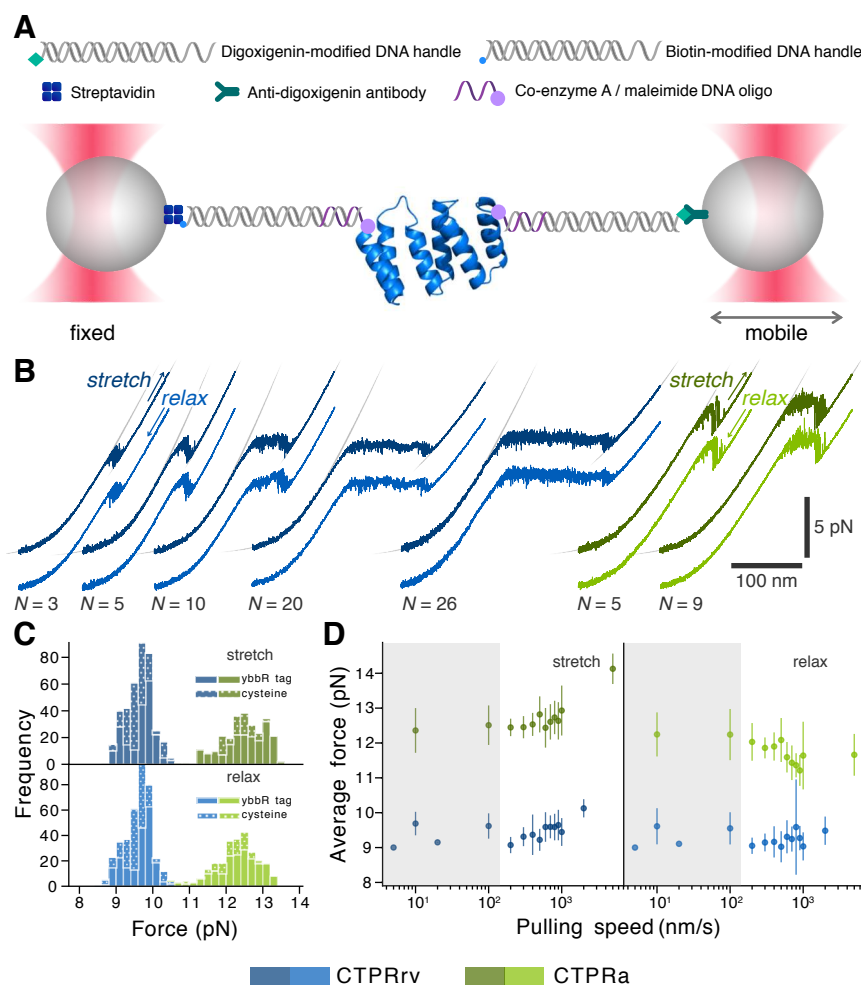 A
Digoxigenin-modified DNA handle
Biotin-modified DNA handle
Streptavidin
Anti-digoxigenin antibody
Co-enzyme A / maleimide DNA oligo
fixed
mobile
B
stretch
relax
stretch
relax
5 pN
100 nm
N = 3
N = 5
N = 10
N = 20
N = 26
N = 5
N = 9
C
D
Frequency
80
60
40
20
0
stretch
ybbR tag
cysteine
80
60
40
20
0
relax
ybbR tag
cysteine
8 9 10 11 12 13 14
Force (pN)
Average force (pN)
14
13
12
11
10
9
8
stretch
relax
10¹ 10² 10³ 10¹ 10² 10³
Pulling speed (nm/s)
CTPRrv
CTPRa